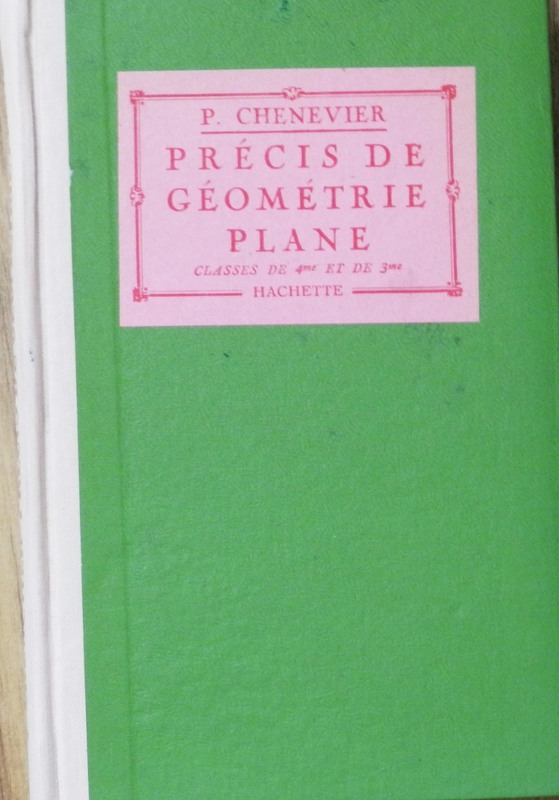 P. CHENEVIER
PRÉCIS DE
GÉOMÉTRIE
PLANE
CLASSES DE 4me ET DE 3me
HACHETTE